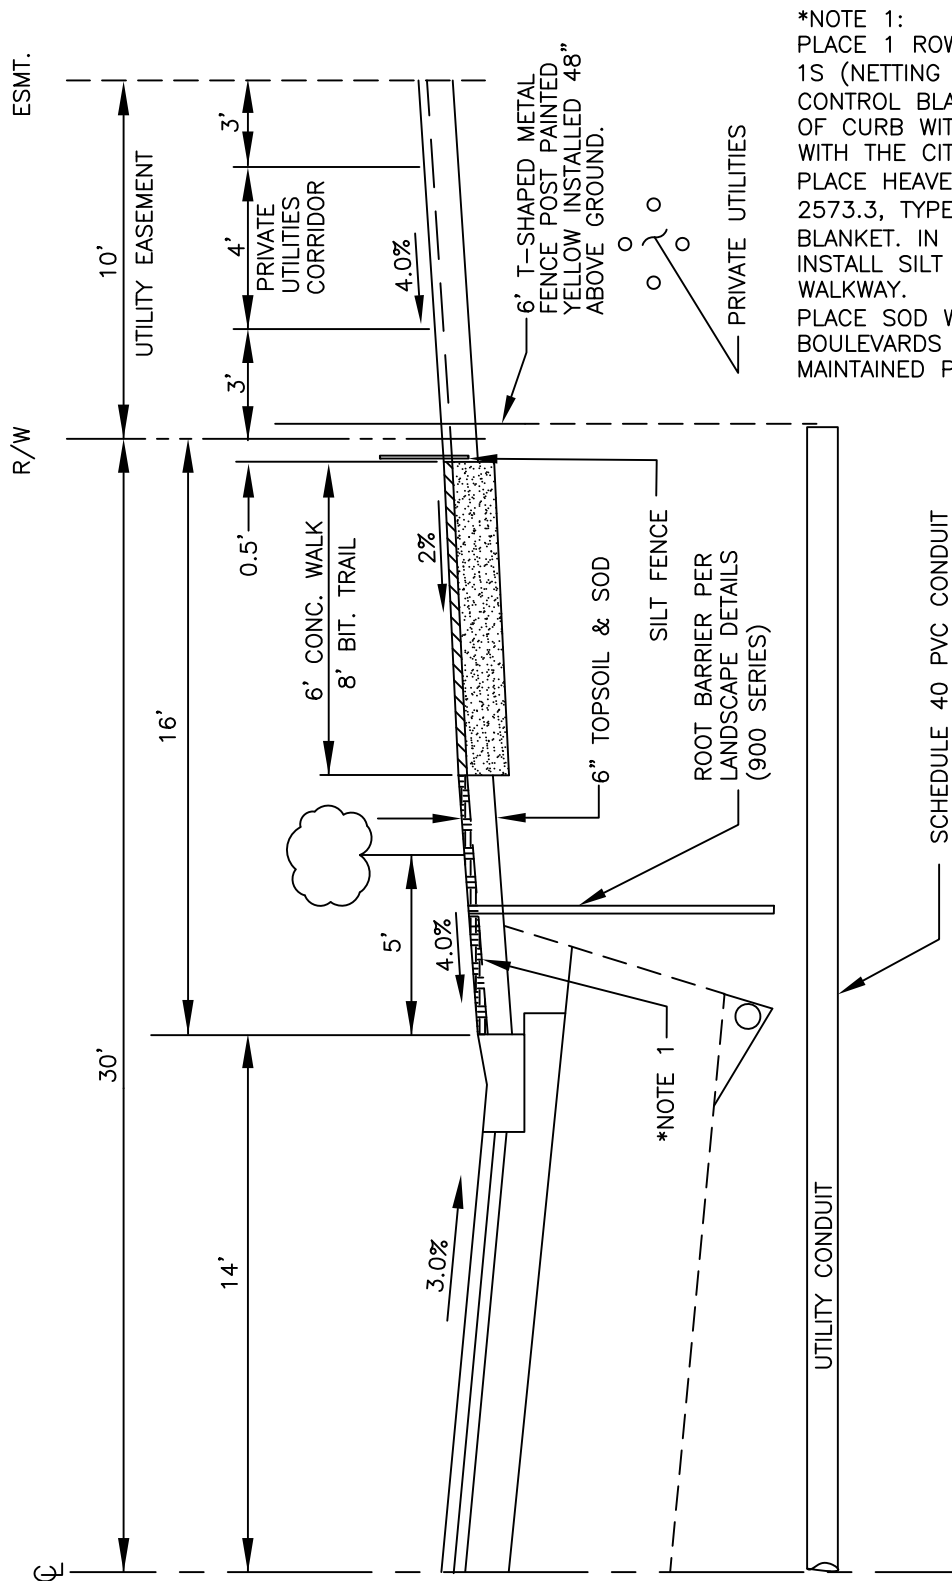 ESMT.
R/W
℄
10'
UTILITY EASEMENT
30'
3'
4'
3'
PRIVATE
UTILITIES
CORRIDOR
16'
14'
0.5'
6' CONC. WALK
8' BIT. TRAIL
5'
4.0%
2%
4.0%
3.0%
6' T-SHAPED METAL
FENCE POST PAINTED
YELLOW INSTALLED 48"
ABOVE GROUND.
PRIVATE UTILITIES
6" TOPSOIL & SOD
SILT FENCE
ROOT BARRIER PER
LANDSCAPE DETAILS
(900 SERIES)
*NOTE 1
UTILITY CONDUIT
SCHEDULE 40 PVC CONDUIT
*NOTE 1:
PLACE 1 ROW
1S (NETTING
CONTROL BLA
OF CURB WIT
WITH THE CIT
PLACE HEAVE
2573.3, TYPE
BLANKET. IN
INSTALL SILT
WALKWAY.
PLACE SOD W
BOULEVARDS
MAINTAINED P